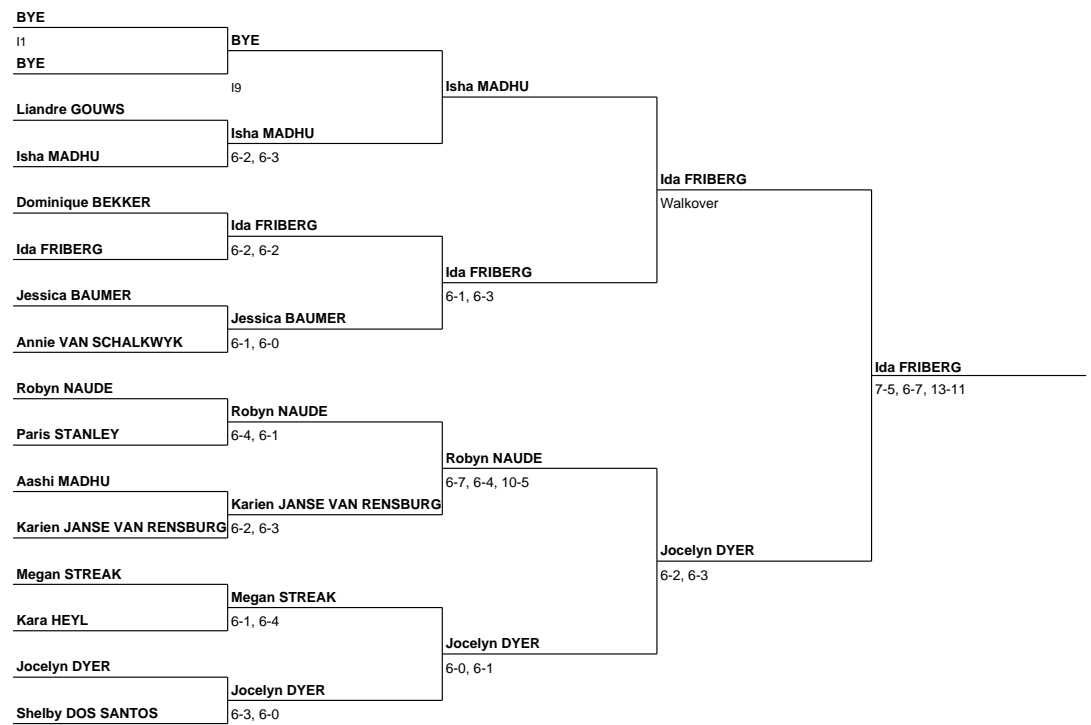 BYE
I1
BYE
BYE
I9
Isha MADHU
Liandre GOUWS
Isha MADHU
Isha MADHU
6-2, 6-3
Ida FRIBERG
Walkover
Dominique BEKKER
Ida FRIBERG
Ida FRIBERG
6-2, 6-2
Ida FRIBERG
6-1, 6-3
Jessica BAUMER
Jessica BAUMER
Annie VAN SCHALKWYK
6-1, 6-0
Ida FRIBERG
7-5, 6-7, 13-11
Robyn NAUDE
Robyn NAUDE
Paris STANLEY
6-4, 6-1
Robyn NAUDE
6-7, 6-4, 10-5
Aashi MADHU
Karien JANSE VAN RENSBURG
Karien JANSE VAN RENSBURG
6-2, 6-3
Jocelyn DYER
6-2, 6-3
Megan STREAK
Megan STREAK
Kara HEYL
6-1, 6-4
Jocelyn DYER
6-0, 6-1
Jocelyn DYER
Jocelyn DYER
Shelby DOS SANTOS
6-3, 6-0